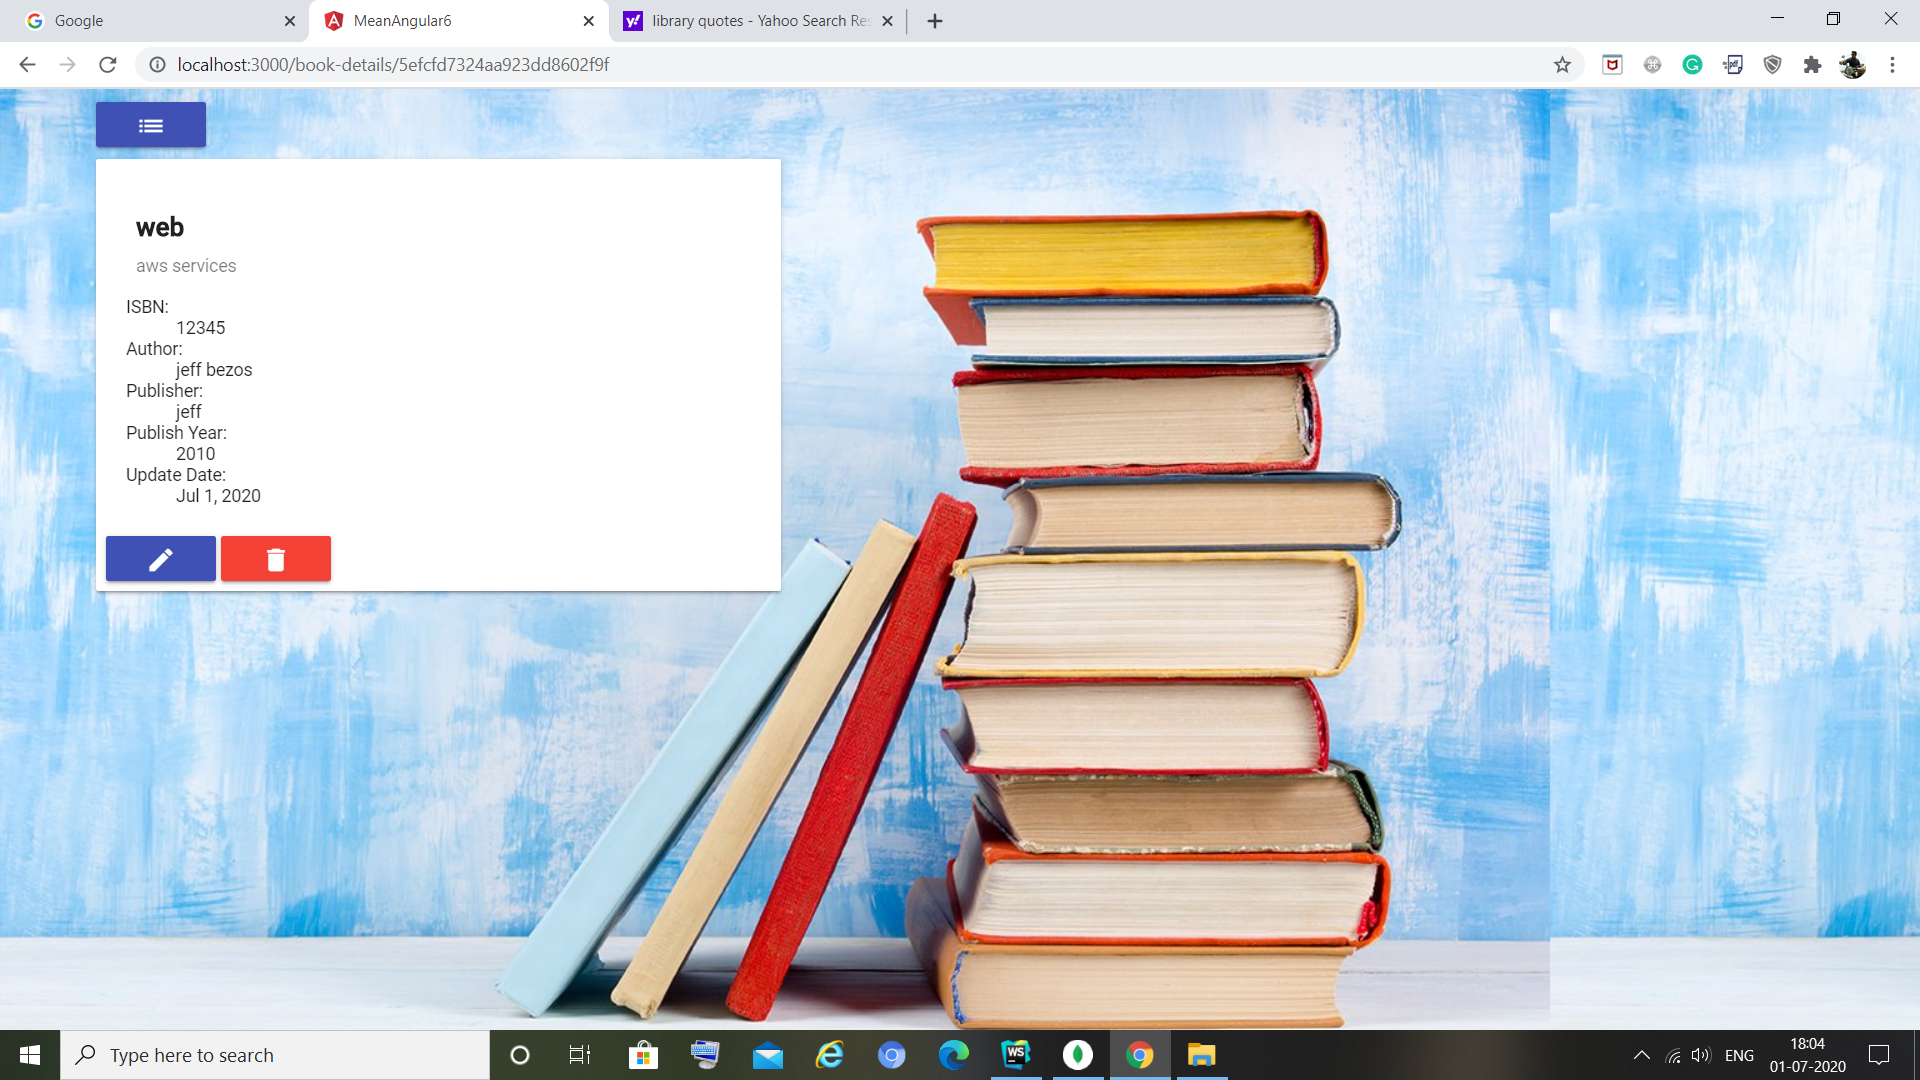 Google
MeanAngular6
library quotes - Yahoo Search Res
localhost:3000/book-details/5efcfd7324aa923dd8602f9f
web
aws services
ISBN:
12345
Author:
jeff bezos
Publisher:
jeff
Publish Year:
2010
Update Date:
Jul 1, 2020
Type here to search
WS
ENG
18:04
01-07-2020